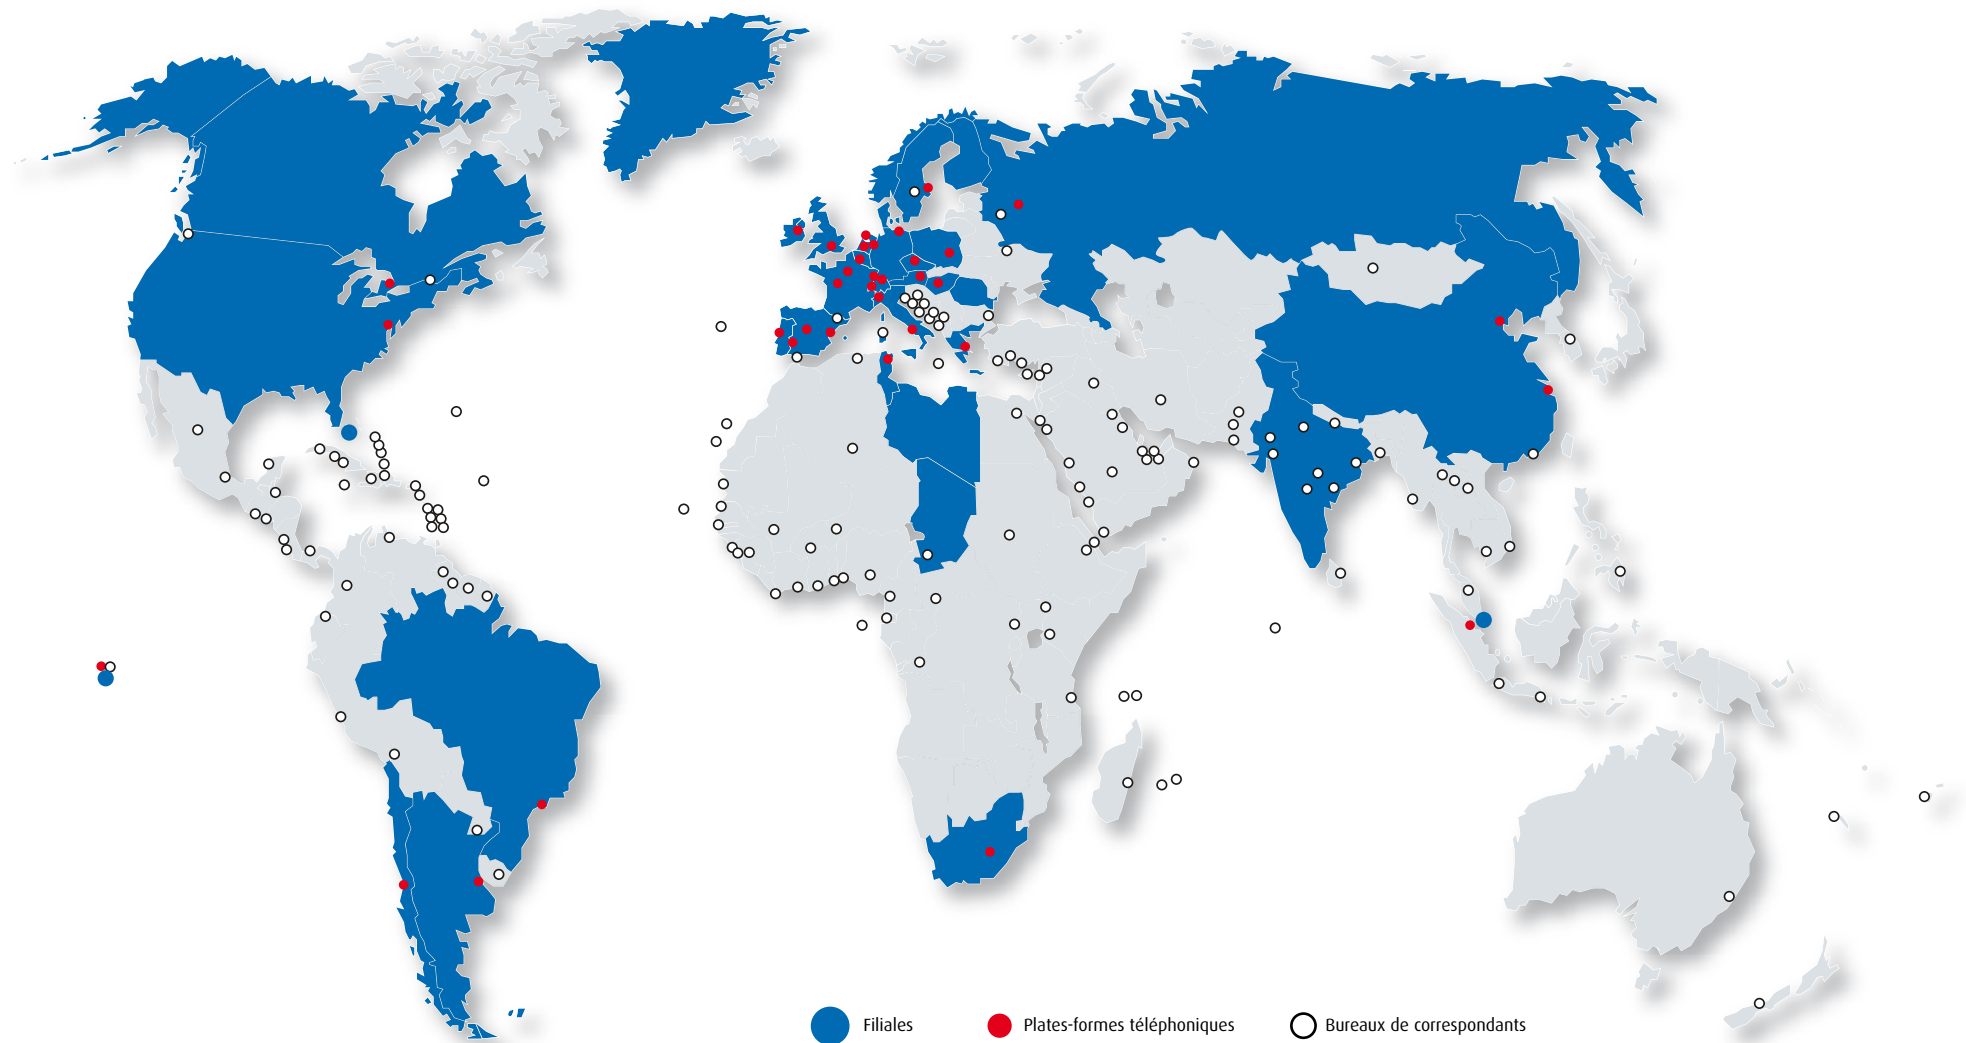 Filiales
Plates-formes téléphoniques
Bureaux de correspondants